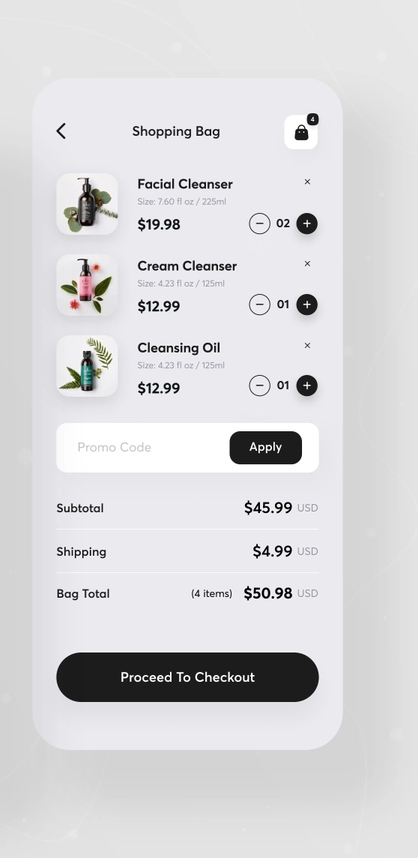 Shopping Bag
4
Facial Cleanser
×
Size: 7.60 fl oz / 225ml
$19.98
− 02 +
Cream Cleanser
×
Size: 4.23 fl oz / 125ml
$12.99
− 01 +
Cleansing Oil
×
Size: 4.23 fl oz / 125ml
$12.99
− 01 +
Promo Code
Apply
Subtotal $45.99 USD
Shipping $4.99 USD
Bag Total (4 items) $50.98 USD
Proceed To Checkout